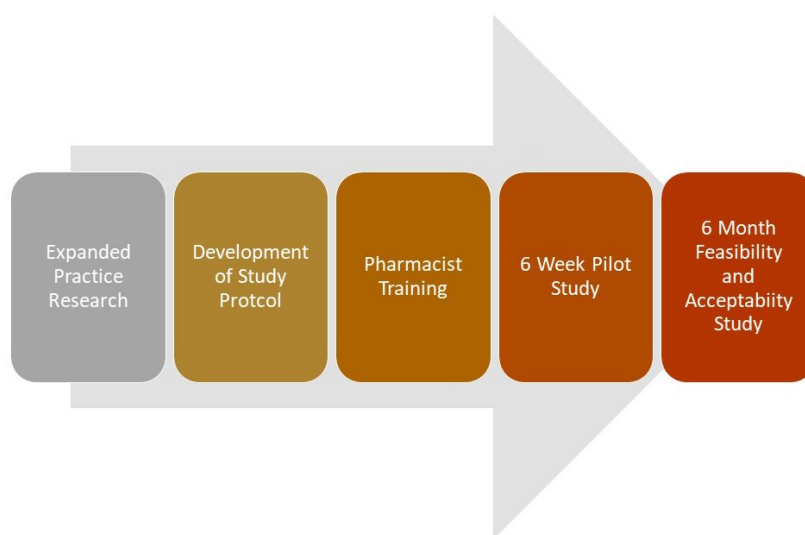 Expanded
Practice
Research
Development
of Study
Protcol
Pharmacist
Training
6 Week Pilot
Study
6 Month
Feasibility
and
Acceptabiity
Study